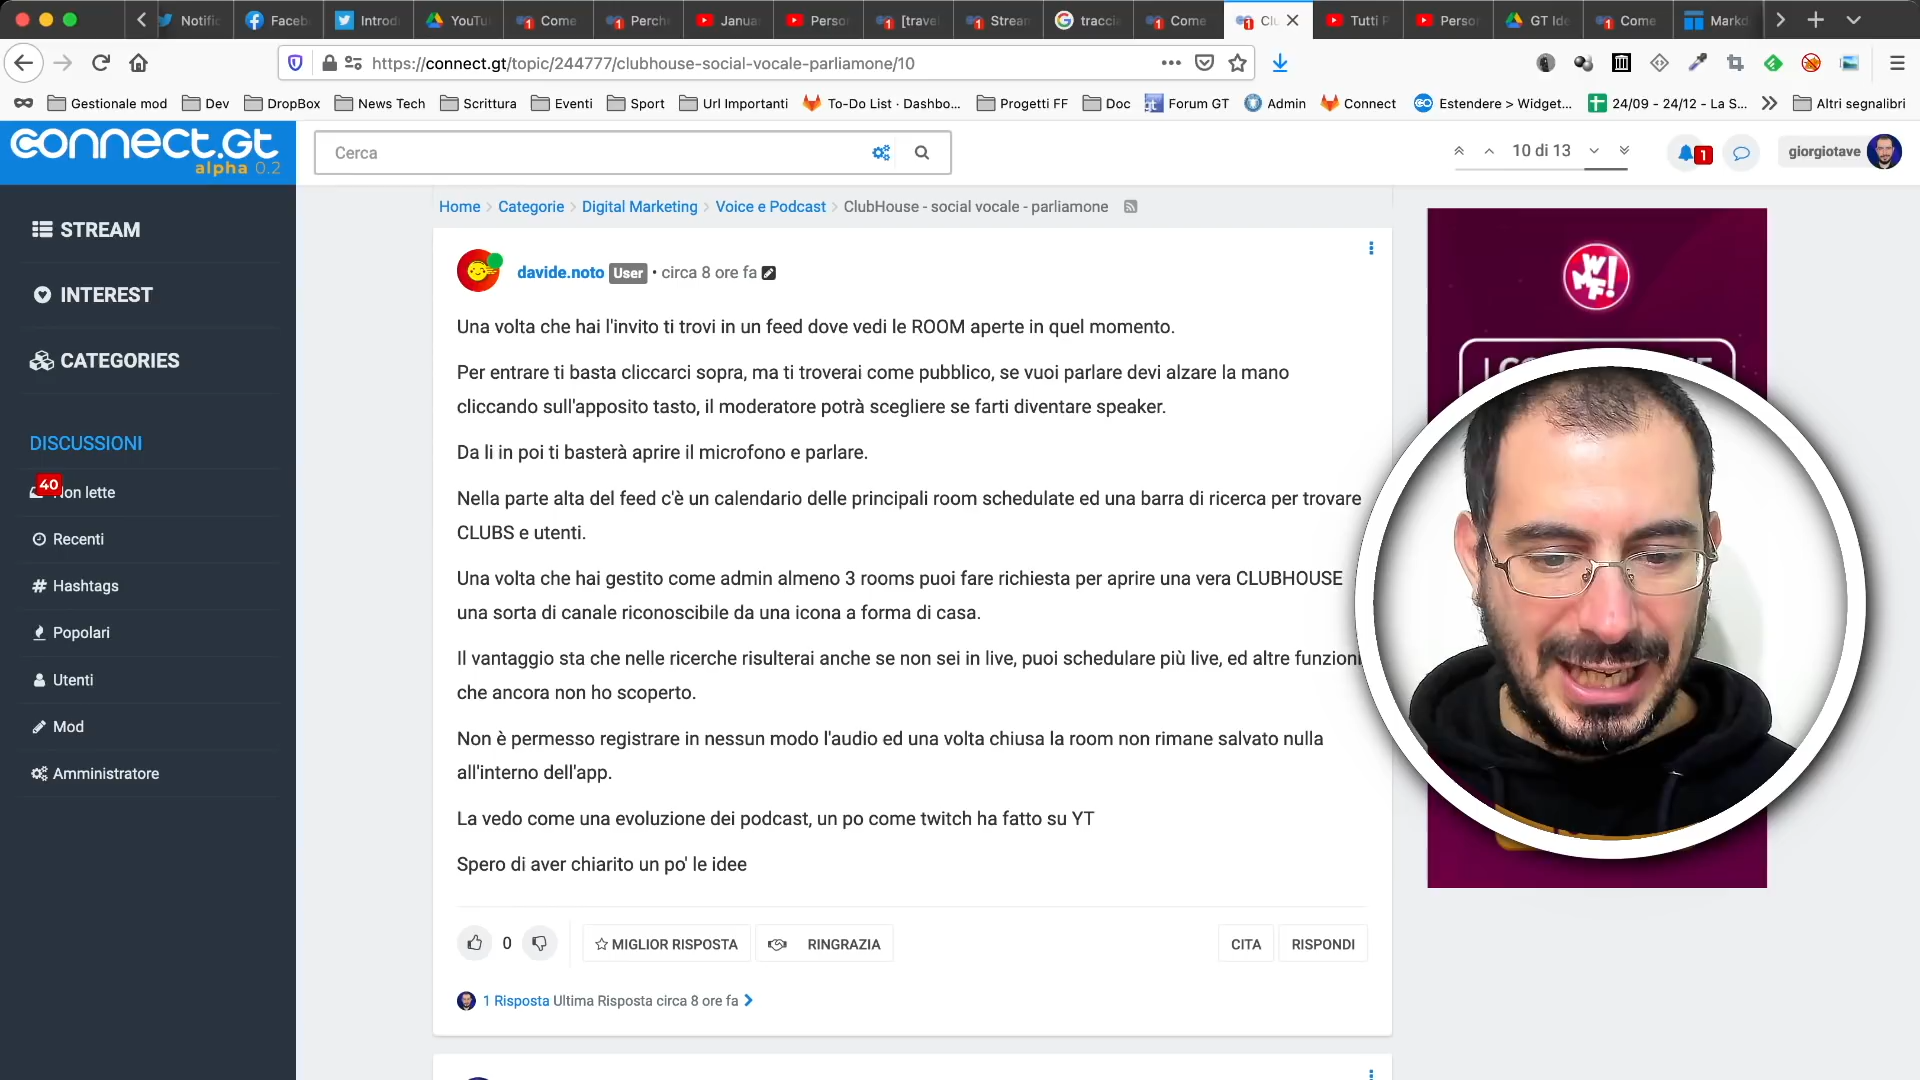 Notific
Faceb
Introd
YouTu
Come
Perche
Januar
Person
[trave
Stream
traccia
Come
Clu
Tutti P
Person
GT Ide
Come
Markd
https://connect.gt/topic/244777/clubhouse-social-vocale-parliamone/10
Gestionale mod
Dev
DropBox
News Tech
Scrittura
Eventi
Sport
Url Importanti
To-Do List · Dashbo...
Progetti FF
Doc
Forum GT
Admin
Connect
Estendere > Widget...
24/09 - 24/12 - La S...
Altri segnalibri
connect.GT
alpha 0.2
Cerca
10 di 13
1
giorgiotave
STREAM
INTEREST
CATEGORIES
DISCUSSIONI
40
Non lette
Recenti
Hashtags
Popolari
Utenti
Mod
Amministratore
Home > Categorie > Digital Marketing > Voice e Podcast > ClubHouse - social vocale - parliamone
davide.noto User • circa 8 ore fa
Una volta che hai l'invito ti trovi in un feed dove vedi le ROOM aperte in quel momento.
Per entrare ti basta cliccarci sopra, ma ti troverai come pubblico, se vuoi parlare devi alzare la mano
cliccando sull'apposito tasto, il moderatore potrà scegliere se farti diventare speaker.
Da li in poi ti basterà aprire il microfono e parlare.
Nella parte alta del feed c'è un calendario delle principali room schedulate ed una barra di ricerca per trovare
CLUBS e utenti.
Una volta che hai gestito come admin almeno 3 rooms puoi fare richiesta per aprire una vera CLUBHOUSE
una sorta di canale riconoscibile da una icona a forma di casa.
Il vantaggio sta che nelle ricerche risulterai anche se non sei in live, puoi schedulare più live, ed altre funzioni
che ancora non ho scoperto.
Non è permesso registrare in nessun modo l'audio ed una volta chiusa la room non rimane salvato nulla
all'interno dell'app.
La vedo come una evoluzione dei podcast, un po come twitch ha fatto su YT
Spero di aver chiarito un po' le idee
0
MIGLIOR RISPOSTA
RINGRAZIA
CITA
RISPONDI
1 Risposta Ultima Risposta circa 8 ore fa
WMF!